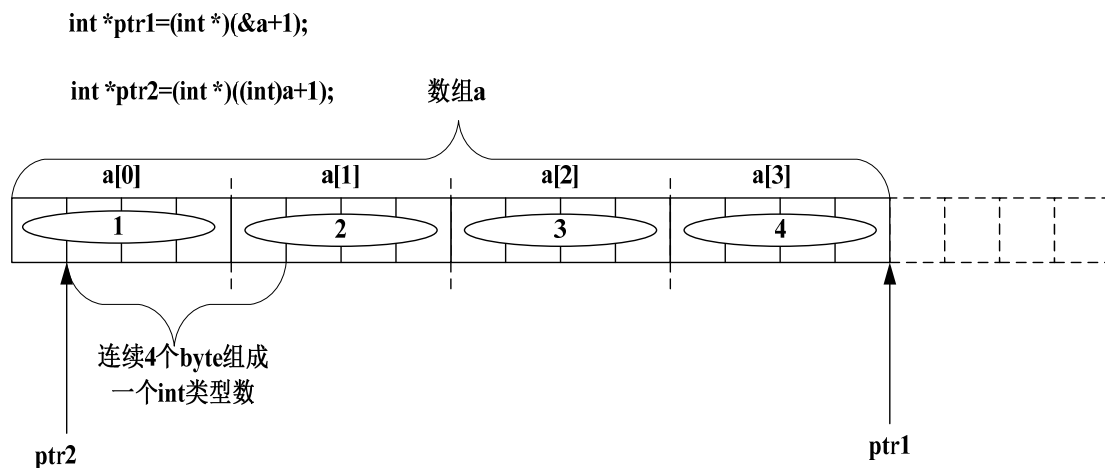 int *ptr1=(int *)(&a+1);
int *ptr2=(int *)((int)a+1);
数组a
a[0] a[1] a[2] a[3]
1 2 3 4
连续4个byte组成
一个int类型数
ptr2 ptr1